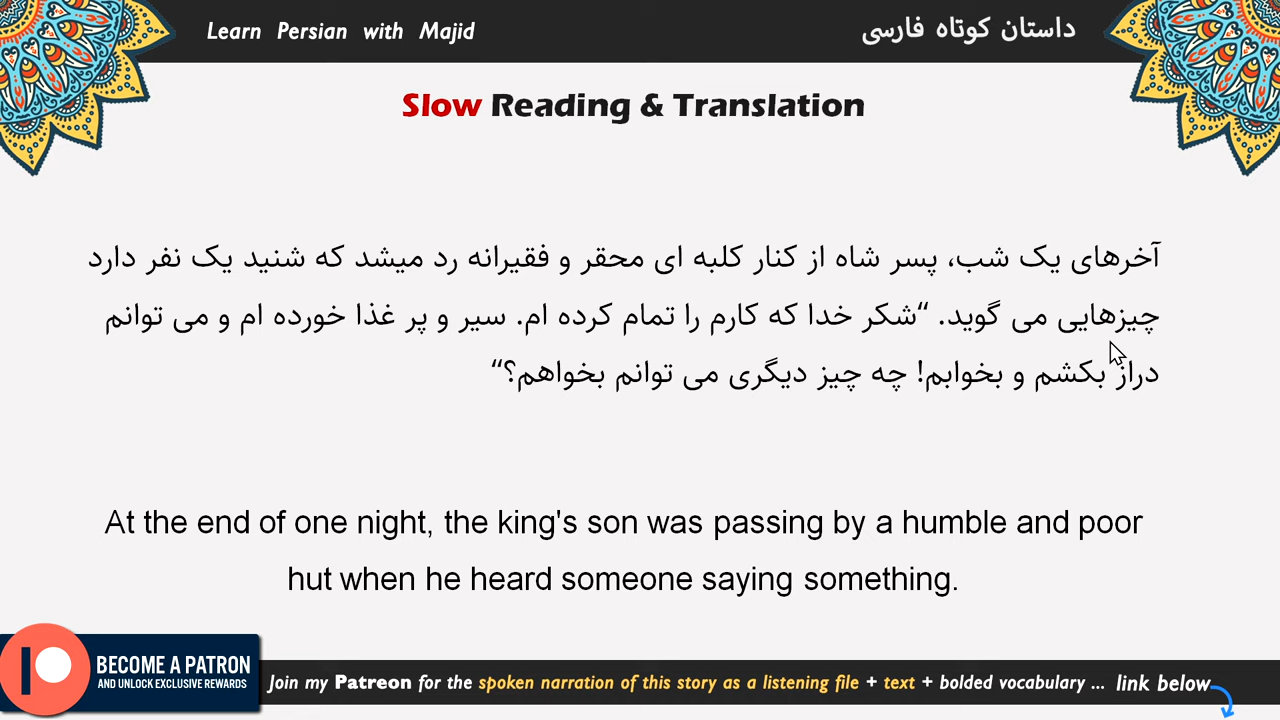 Learn Persian with Majid
داستان کوتاه فارسی
Slow Reading & Translation
آخرهای یک شب، پسر شاه از کنار کلبه ای محقر و فقیرانه رد میشد که شنید یک نفر دارد
چیزهایی می گوید. “شکر خدا که کارم را تمام کرده ام. سیر و پر غذا خورده ام و می توانم
دراز بکشم و بخوابم! چه چیز دیگری می توانم بخواهم؟“
At the end of one night, the king's son was passing by a humble and poor
hut when he heard someone saying something.
BECOME A PATRON
AND UNLOCK EXCLUSIVE REWARDS
Join my Patreon for the spoken narration of this story as a listening file + text + bolded vocabulary ... link below